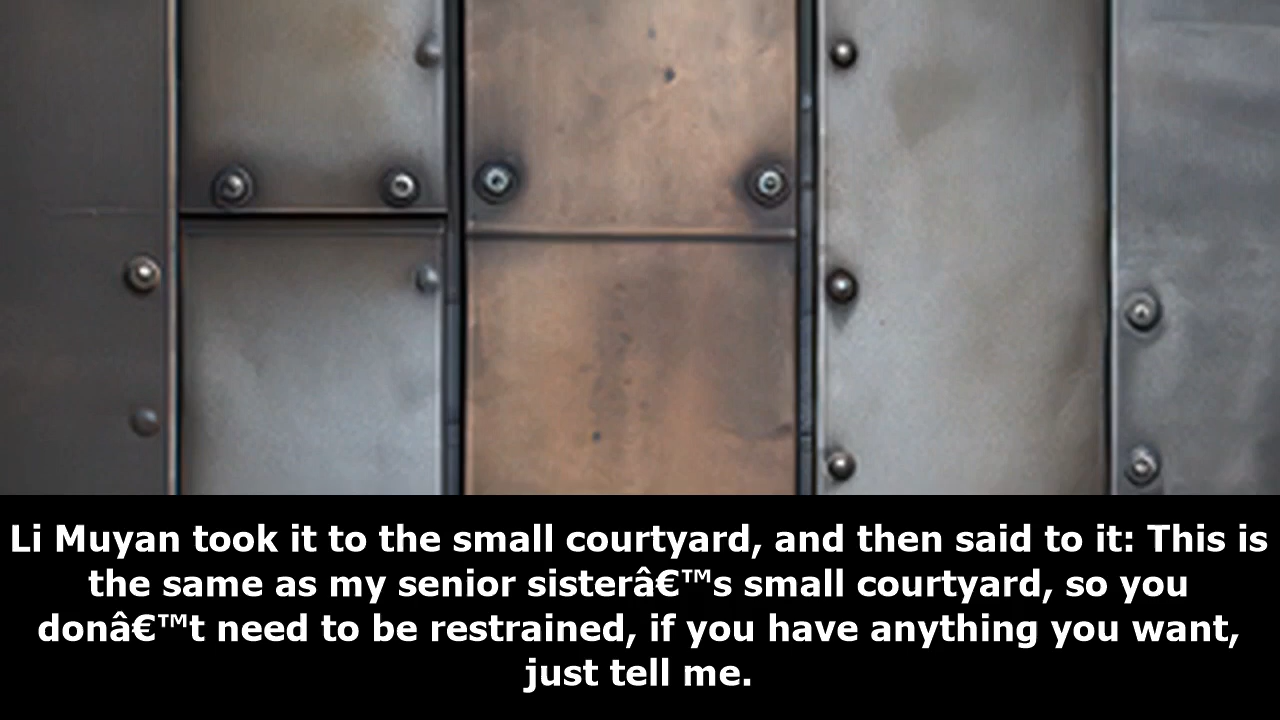 Li Muyan took it to the small courtyard, and then said to it: This is
the same as my senior sisterâ€™s small courtyard, so you
donâ€™t need to be restrained, if you have anything you want,
just tell me.